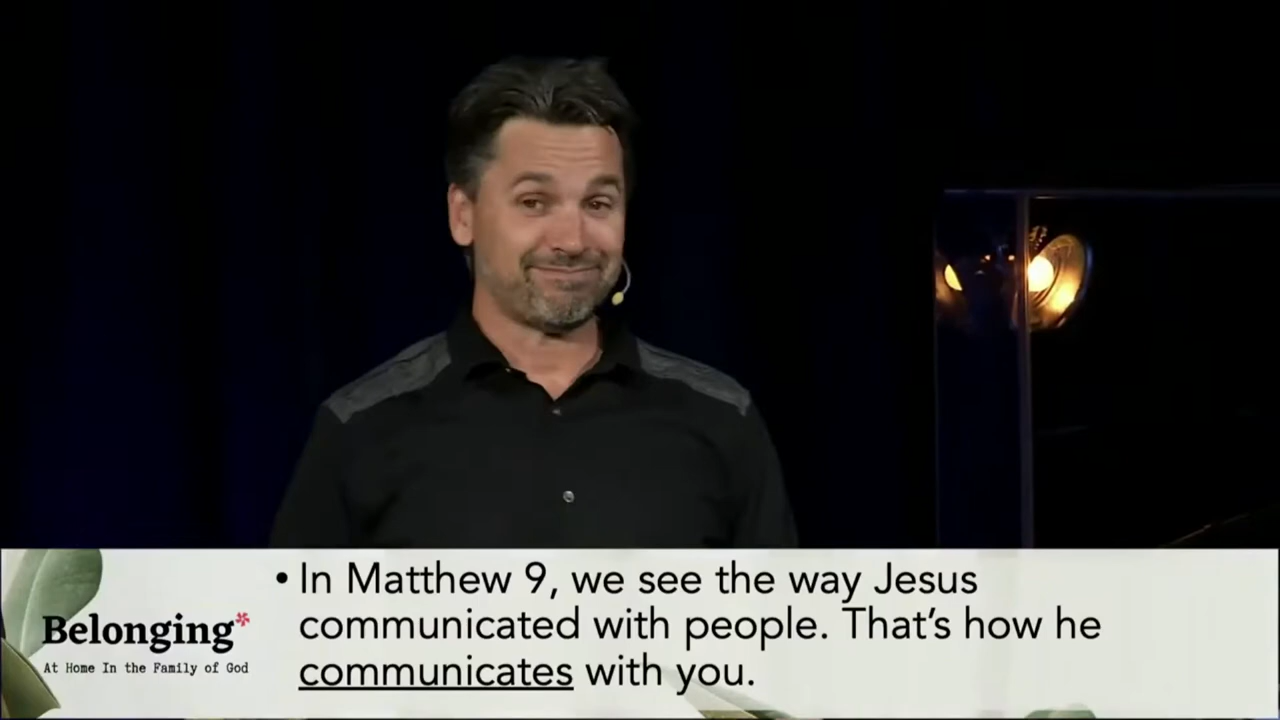 Belonging*
At Home In the Family of God
• In Matthew 9, we see the way Jesus
communicated with people. That's how he
communicates with you.